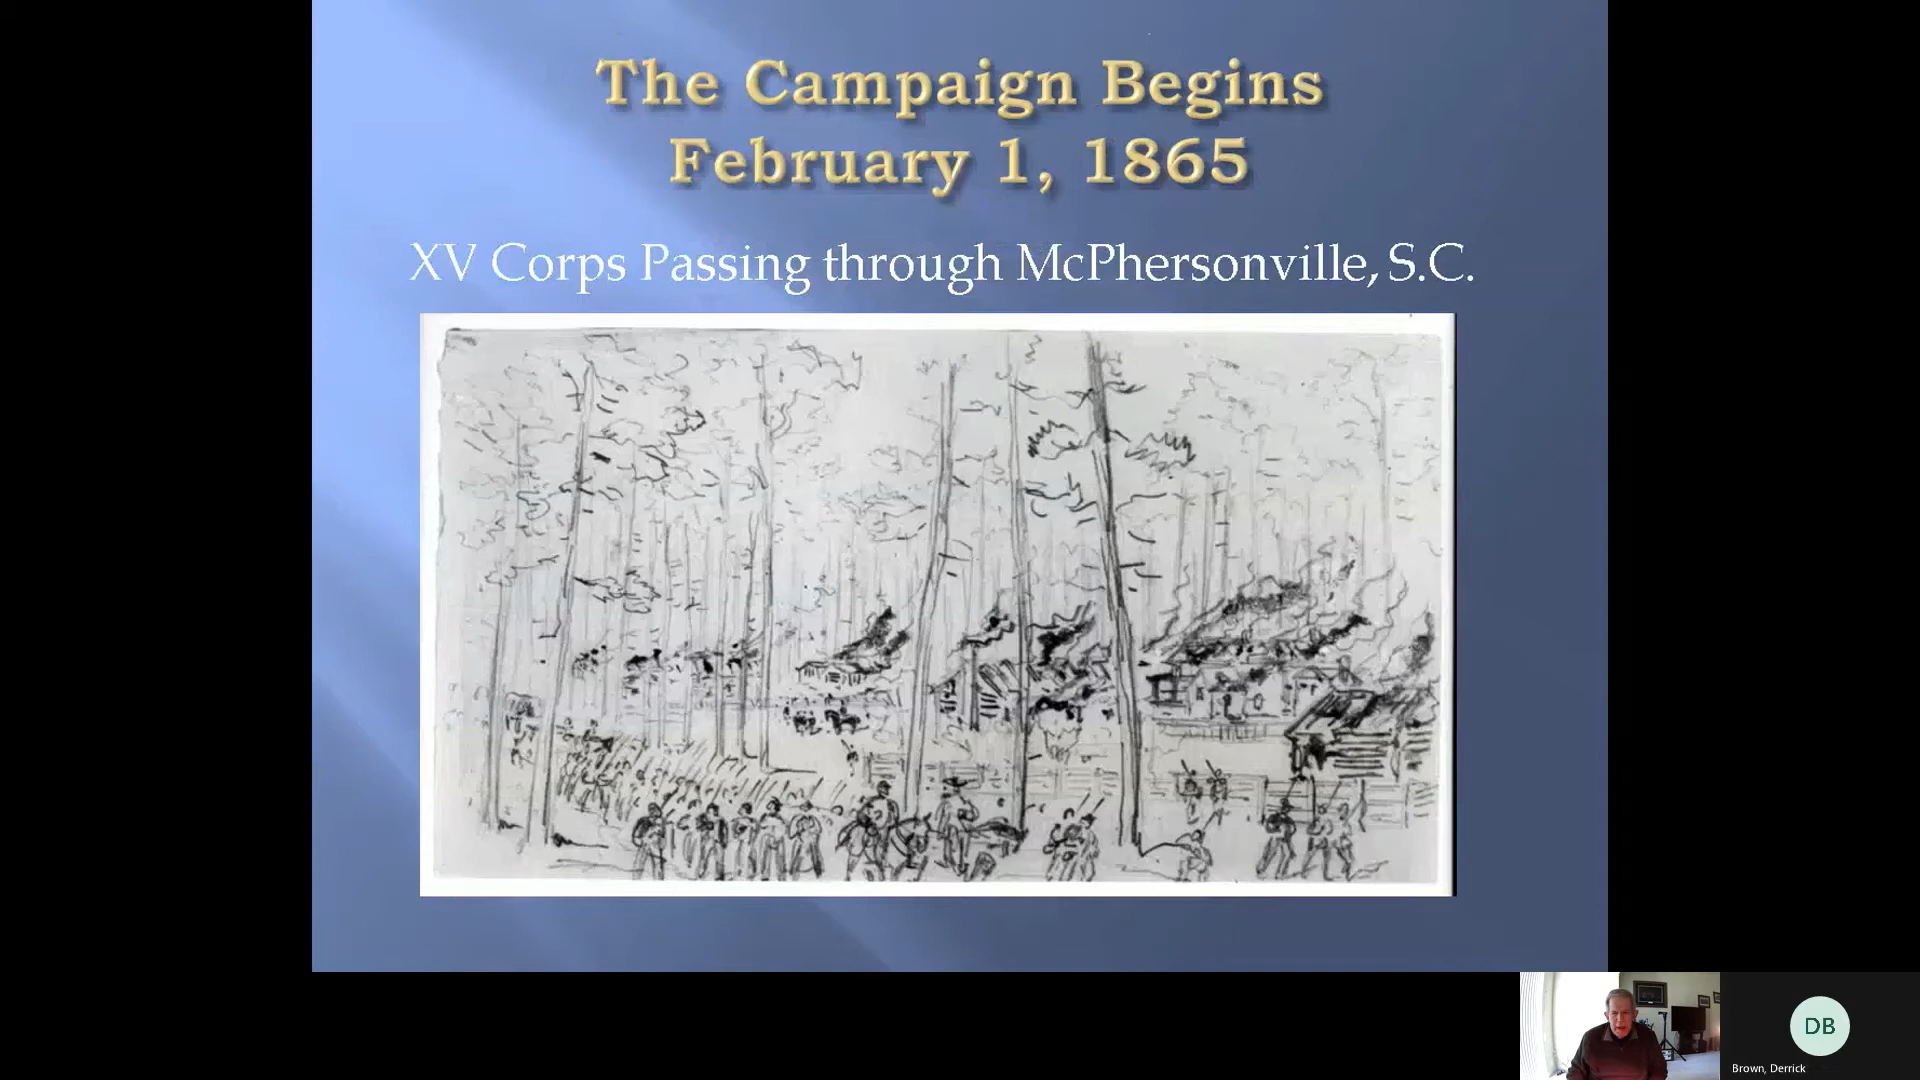 The Campaign Begins
February 1, 1865
XV Corps Passing through McPhersonville, S.C.
DB
Brown, Derrick